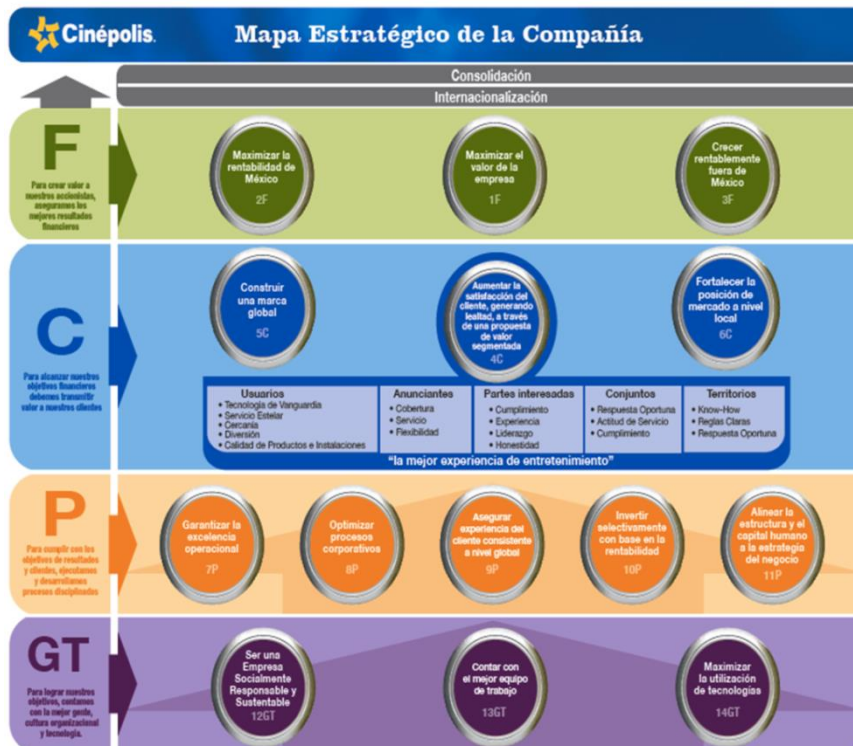 Cinépolis.
Mapa Estratégico de la Compañía
Consolidación
Internacionalización
F
Para crear valor a
nuestros accionistas,
aseguramos los
mejores resultados
financieros
Maximizar la
rentabilidad de
México
2F
Maximizar el
valor de la
empresa
1F
Crecer
rentablemente
fuera de
México
3F
C
Para alcanzar nuestros
objetivos financieros
debemos transmitir
valor a nuestros clientes
Construir
una marca
global
5C
Aumentar la
satisfacción del
cliente, generando
lealtad, a través
de una propuesta
de valor
segmentada
4C
Fortalecer la
posición de
mercado a nivel
local
6C
Usuarios
• Tecnología de Vanguardia
• Servicio Estelar
• Cercanía
• Diversión
• Calidad de Productos e Instalaciones
Anunciantes
• Cobertura
• Servicio
• Flexibilidad
Partes interesadas
• Cumplimiento
• Experiencia
• Liderazgo
• Honestidad
Conjuntos
• Respuesta Oportuna
• Actitud de Servicio
• Cumplimiento
Territorios
• Know-How
• Reglas Claras
• Respuesta Oportuna
"la mejor experiencia de entretenimiento"
P
Para cumplir con los
objetivos de resultados
y clientes, ejecutamos
y desarrollamos
procesos disciplinados
Garantizar la
excelencia
operacional
7P
Optimizar
procesos
corporativos
8P
Asegurar
experiencia del
cliente consistente
a nivel global
9P
Invertir
selectivamente
con base en la
rentabilidad
10P
Alinear la
estructura y el
capital humano
a la estrategia
del negocio
11P
GT
Para lograr nuestros
objetivos, contamos
con la mejor gente,
cultura organizacional
y tecnología.
Ser una
Empresa
Socialmente
Responsable y
Sustentable
12GT
Contar con
el mejor equipo
de trabajo
13GT
Maximizar
la utilización
de tecnologías
14GT